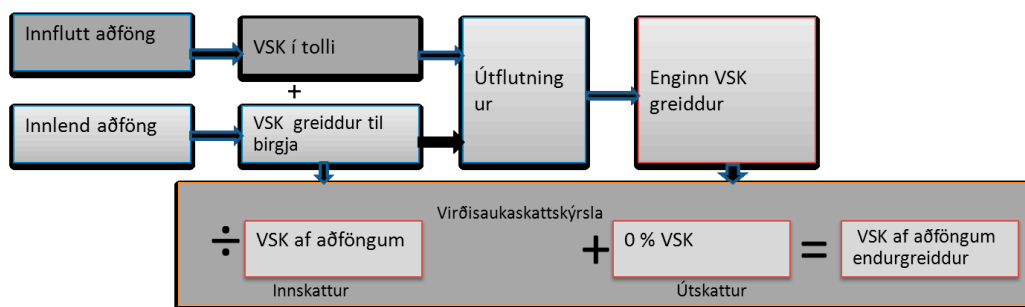 Innflutt aðföng
VSK í tolli
+
Innlend aðföng
VSK greiddur til
birgja
Útflutning
ur
Enginn VSK
greiddur
Virðisaukaskattskýrsla
÷
VSK af aðföngum
Innskattur
+
0 % VSK
Útskattur
=
VSK af aðföngum
endurgreiddur